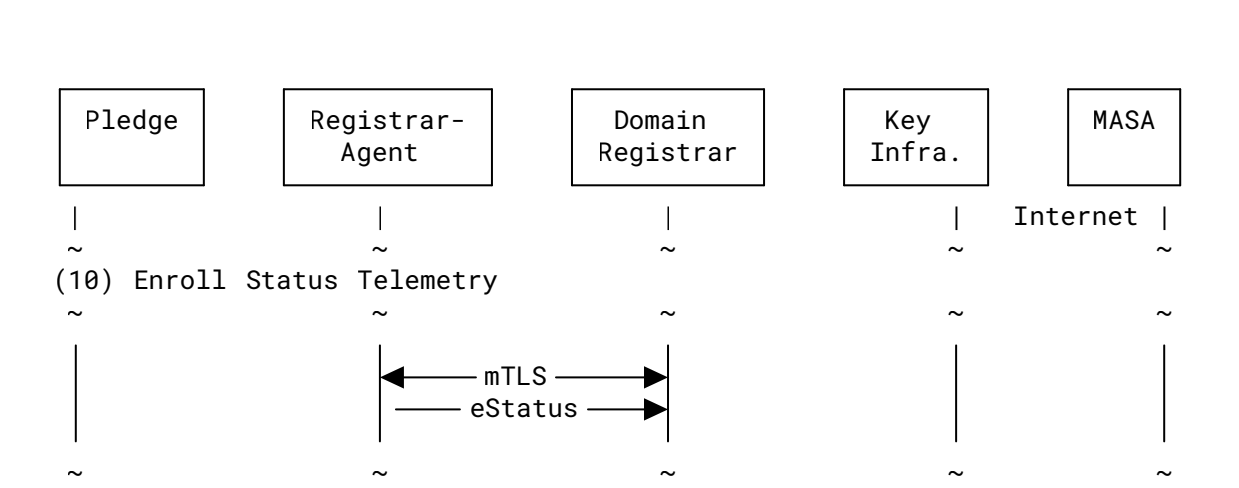 Pledge Registrar- Domain Key MASA
Agent Registrar Infra.
| | | | Internet |
~ ~ ~ ~ ~
(10) Enroll Status Telemetry
~ ~ ~ ~ ~
mTLS
eStatus
~ ~ ~ ~ ~